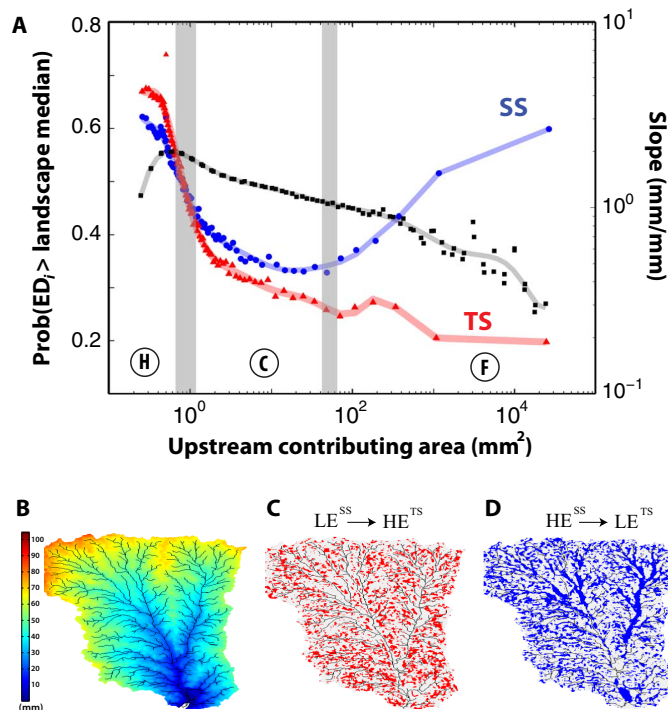 A
Prob(ED_i > landscape median)
0.8
0.6
0.4
0.2
SS
TS
H
C
F
10^1
10^0
10^-1
Slope
(mm/mm)
10^0
10^2
10^4
Upstream contributing area (mm^2)
B
100
90
80
70
60
50
40
30
20
10
(mm)
C
LE^SS → HE^TS
D
HE^SS → LE^TS